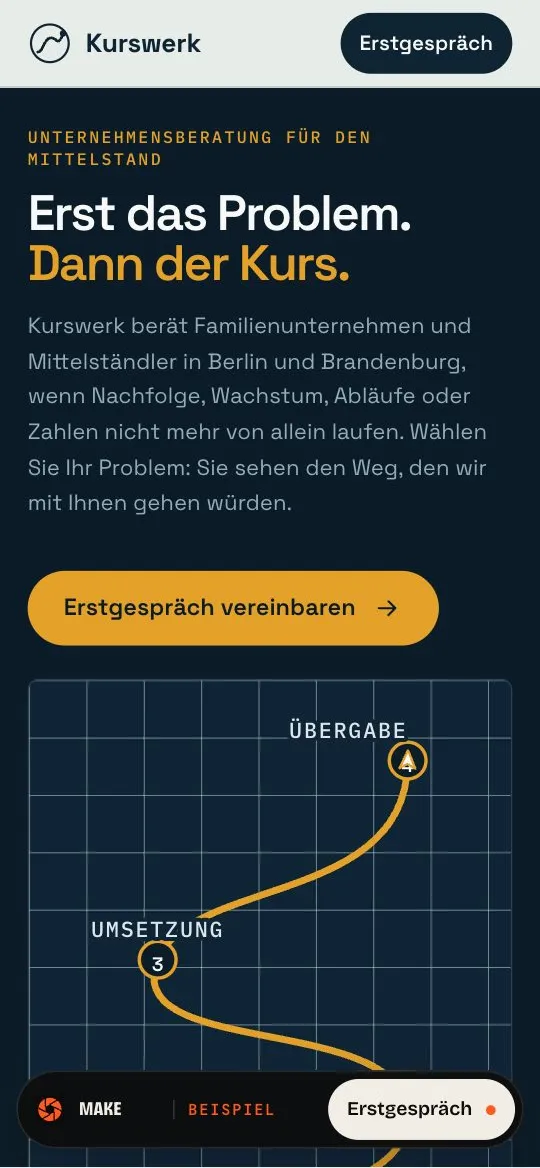 Kurswerk
Erstgespräch
UNTERNEHMENSBERATUNG FÜR DEN
MITTELSTAND
Erst das Problem.
Dann der Kurs.
Kurswerk berät Familienunternehmen und
Mittelständler in Berlin und Brandenburg,
wenn Nachfolge, Wachstum, Abläufe oder
Zahlen nicht mehr von allein laufen. Wählen
Sie Ihr Problem: Sie sehen den Weg, den wir
mit Ihnen gehen würden.
Erstgespräch vereinbaren →
ÜBERGABE
4
UMSETZUNG
3
MAKE
BEISPIEL
Erstgespräch